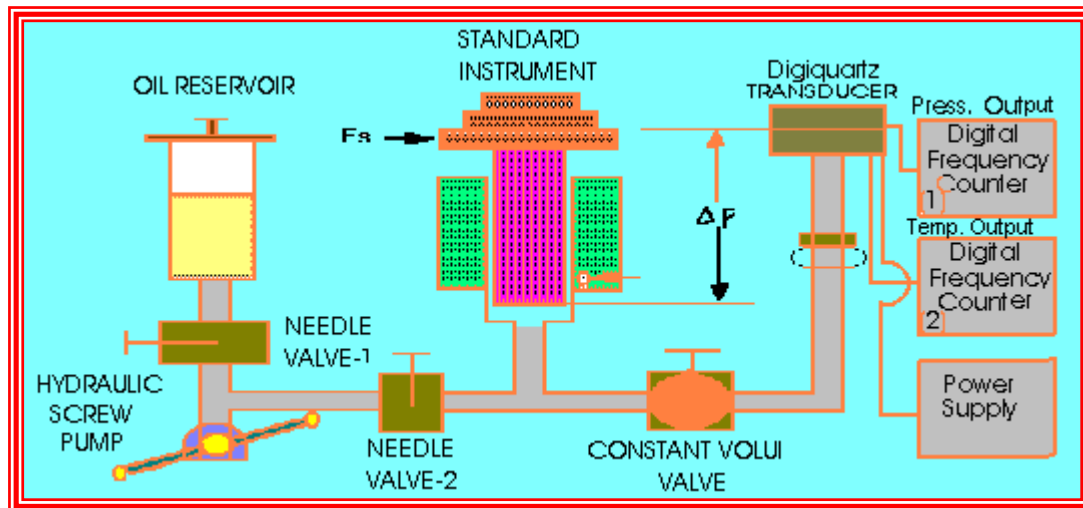 STANDARD
INSTRUMENT
OIL RESERVOIR
Digiquartz
TRANSDUCER
Press. Output
Digital
Frequency
Counter
(1)
Fs
ΔP
Temp. Output
Digital
Frequency
Counter
2)
NEEDLE
VALVE-1
HYDRAULIC
SCREW
PUMP
NEEDLE
VALVE-2
CONSTANT VOLUI
VALVE
Power
Supply